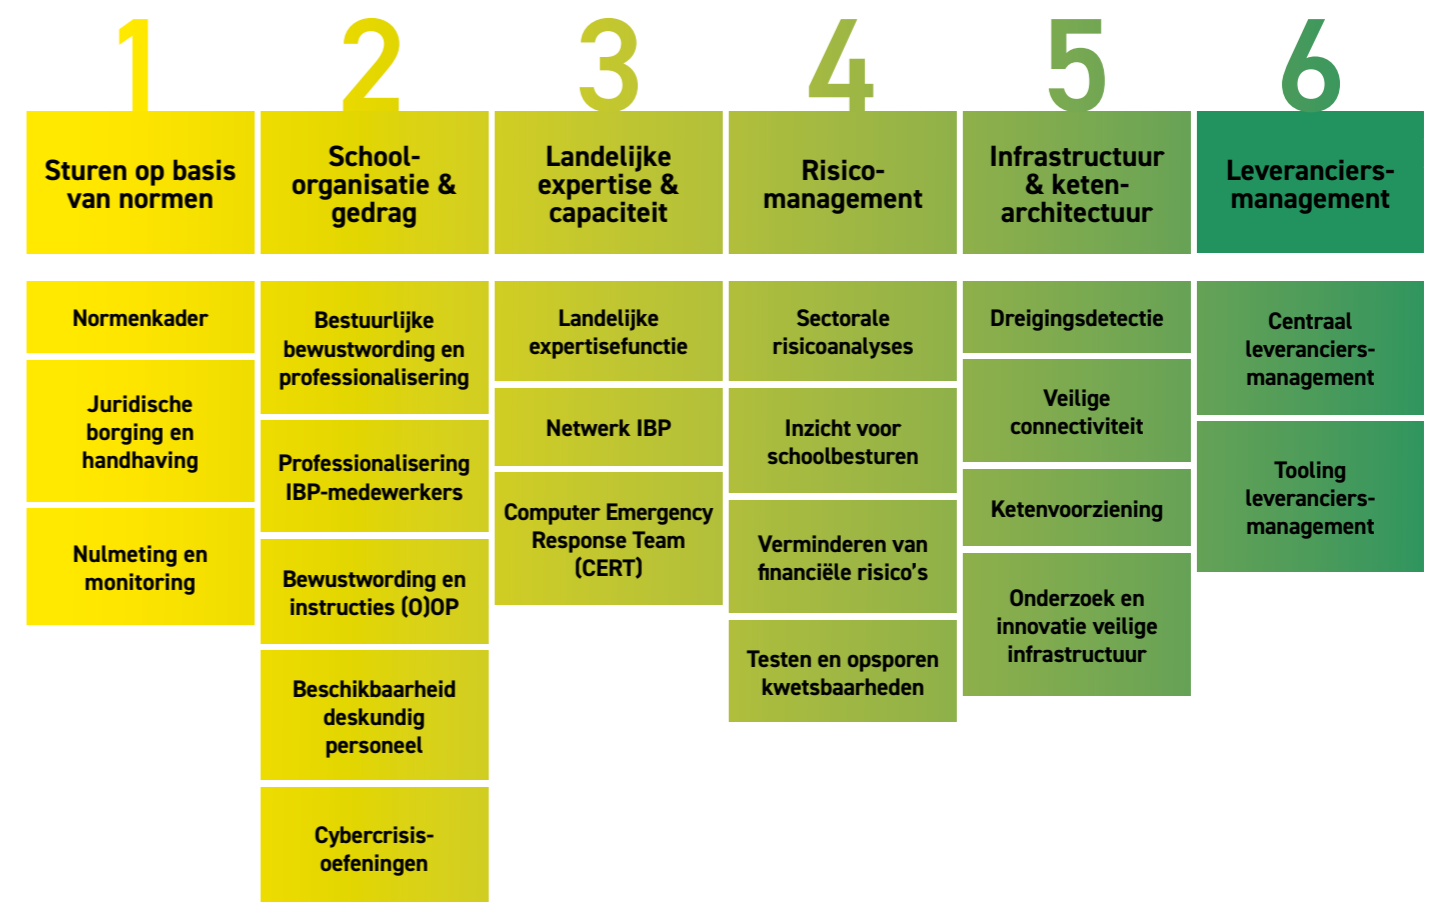 1
Sturen op basis
van normen
Normenkader
Juridische
borging en
handhaving
Nulmeting en
monitoring
2
School-
organisatie &
gedrag
Bestuurlijke
bewustwording en
professionalisering
Professionalisering
IBP-medewerkers
Bewustwording en
instructies (O)OP
Beschikbaarheid
deskundig
personeel
Cybercrisis-
oefeningen
3
Landelijke
expertise &
capaciteit
Landelijke
expertisefunctie
Netwerk IBP
Computer Emergency
Response Team
(CERT)
4
Risico-
management
Sectorale
risicoanalyses
Inzicht voor
schoolbesturen
Verminderen van
financiële risico’s
Testen en opsporen
kwetsbaarheden
5
Infrastructuur
& keten-
architectuur
Dreigingsdetectie
Veilige
connectiviteit
Ketenvoorziening
Onderzoek en
innovatie veilige
infrastructuur
6
Leveranciers-
management
Centraal
leveranciers-
management
Tooling
leveranciers-
management